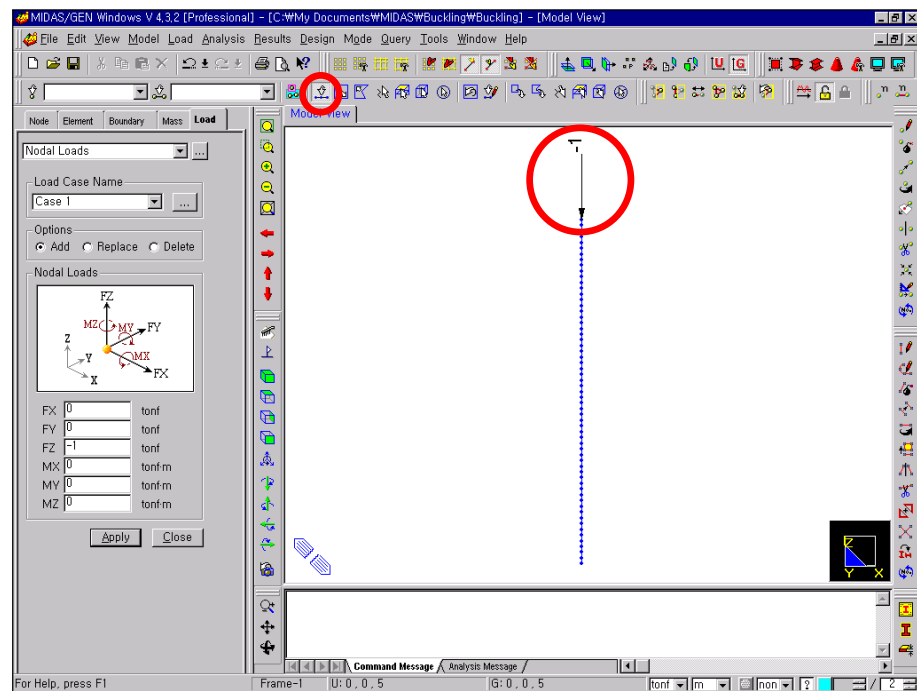 MIDAS/GEN Windows V 4,3,2 [Professional] - [C:₩My Documents₩MIDAS₩Buckling₩Buckling] - [Model View]
File Edit View Model Load Analysis Results Design Mode Query Tools Window Help
Node Element Boundary Mass Load
Model View
Nodal Loads
Load Case Name
Case 1
Options
Add Replace Delete
Nodal Loads
FZ
MZ MY FY
MX
FX
Z
Y
X
FX 0 tonf
FY 0 tonf
FZ -1 tonf
MX 0 tonf·m
MY 0 tonf·m
MZ 0 tonf·m
Apply Close
-1
Z
Y X
Command Message Analysis Message
For Help, press F1 Frame-1 U: 0 , 0 , 5 G: 0 , 0 , 5 tonf m non 2